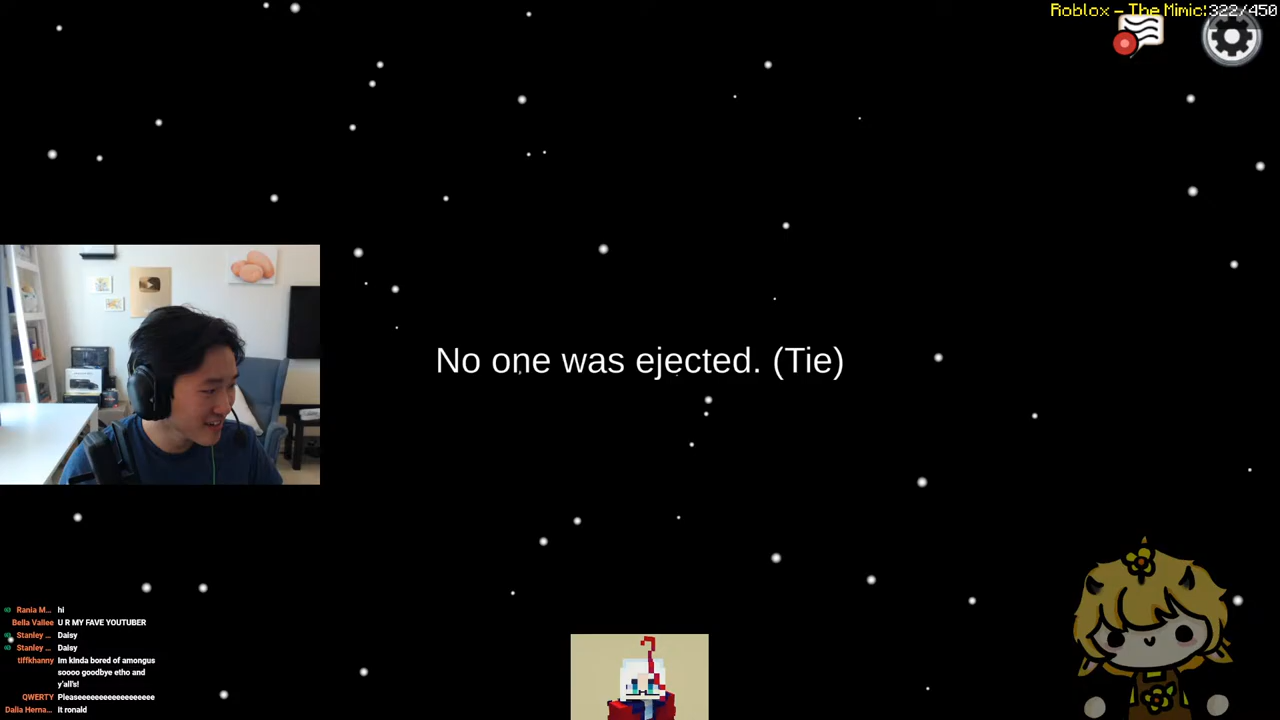 Roblox - The Mimic:322/450
No one was ejected. (Tie)
Rania M... hi
Bella Vallee U R MY FAVE YOUTUBER
Stanley ... Daisy
Stanley ... Daisy
tiffkhanny Im kinda bored of amongus
soooo goodbye etho and
y'all's!
QWERTY Pleaseeeeeeeeeeeeeeeee
Dalia Herna... It ronald